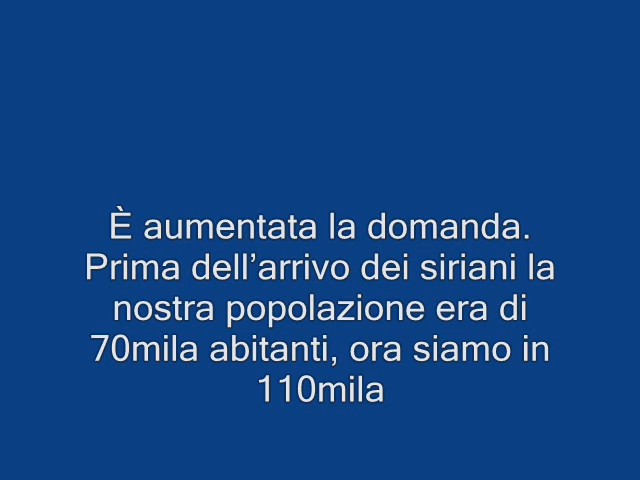 È aumentata la domanda.
Prima dell’arrivo dei siriani la
nostra popolazione era di
70mila abitanti, ora siamo in
110mila